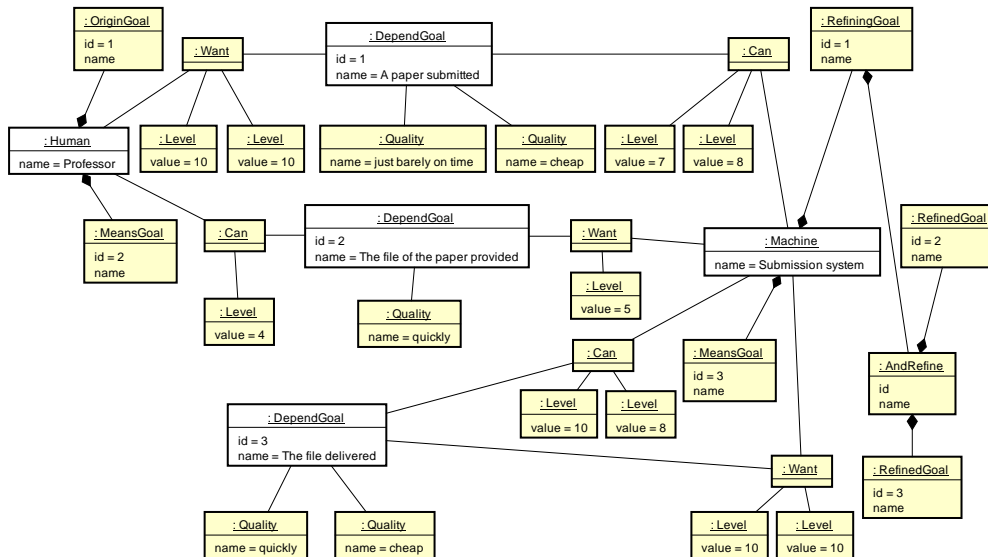 : OriginGoal
id = 1
name
: Want
: DependGoal
id = 1
name = A paper submitted
: Can
: RefiningGoal
id = 1
name
: Human
name = Professor
: Level
value = 10
: Level
value = 10
: Quality
name = just barely on time
: Quality
name = cheap
: Level
value = 7
: Level
value = 8
: MeansGoal
id = 2
name
: Can
: DependGoal
id = 2
name = The file of the paper provided
: Want
: Machine
name = Submission system
: RefinedGoal
id = 2
name
: Level
value = 4
: Quality
name = quickly
: Level
value = 5
: Can
: MeansGoal
id = 3
name
: AndRefine
id
name
: DependGoal
id = 3
name = The file delivered
: Level
value = 10
: Level
value = 8
: Want
: RefinedGoal
id = 3
name
: Quality
name = quickly
: Quality
name = cheap
: Level
value = 10
: Level
value = 10